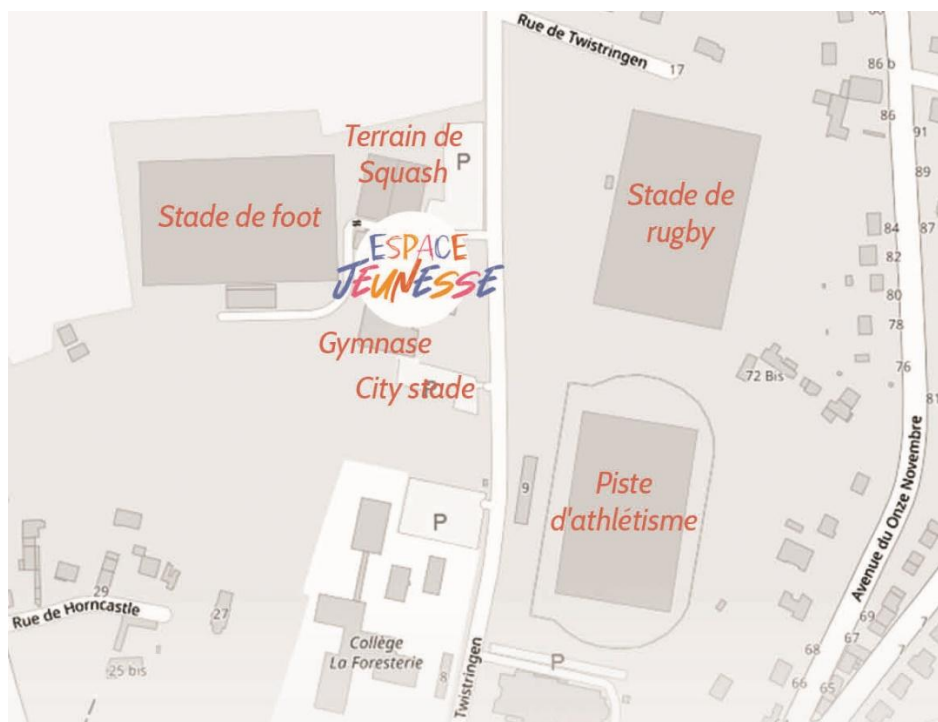 Rue de Twistringen
17
86 b
86
91
Terrain de
Squash
P
89
Stade de foot
Stade de
rugby
84
87
82
ESPACE
JEUNESSE
80
78
Gymnase
76
72 Bis
City stade
P
81
9
Piste
d'athlétisme
P
Avenue du Onze Novembre
29
Rue de Horncastle
27
69
67
7
Collège
La Foresterie
68
7
25 bis
8
Twistringen
P
66
65